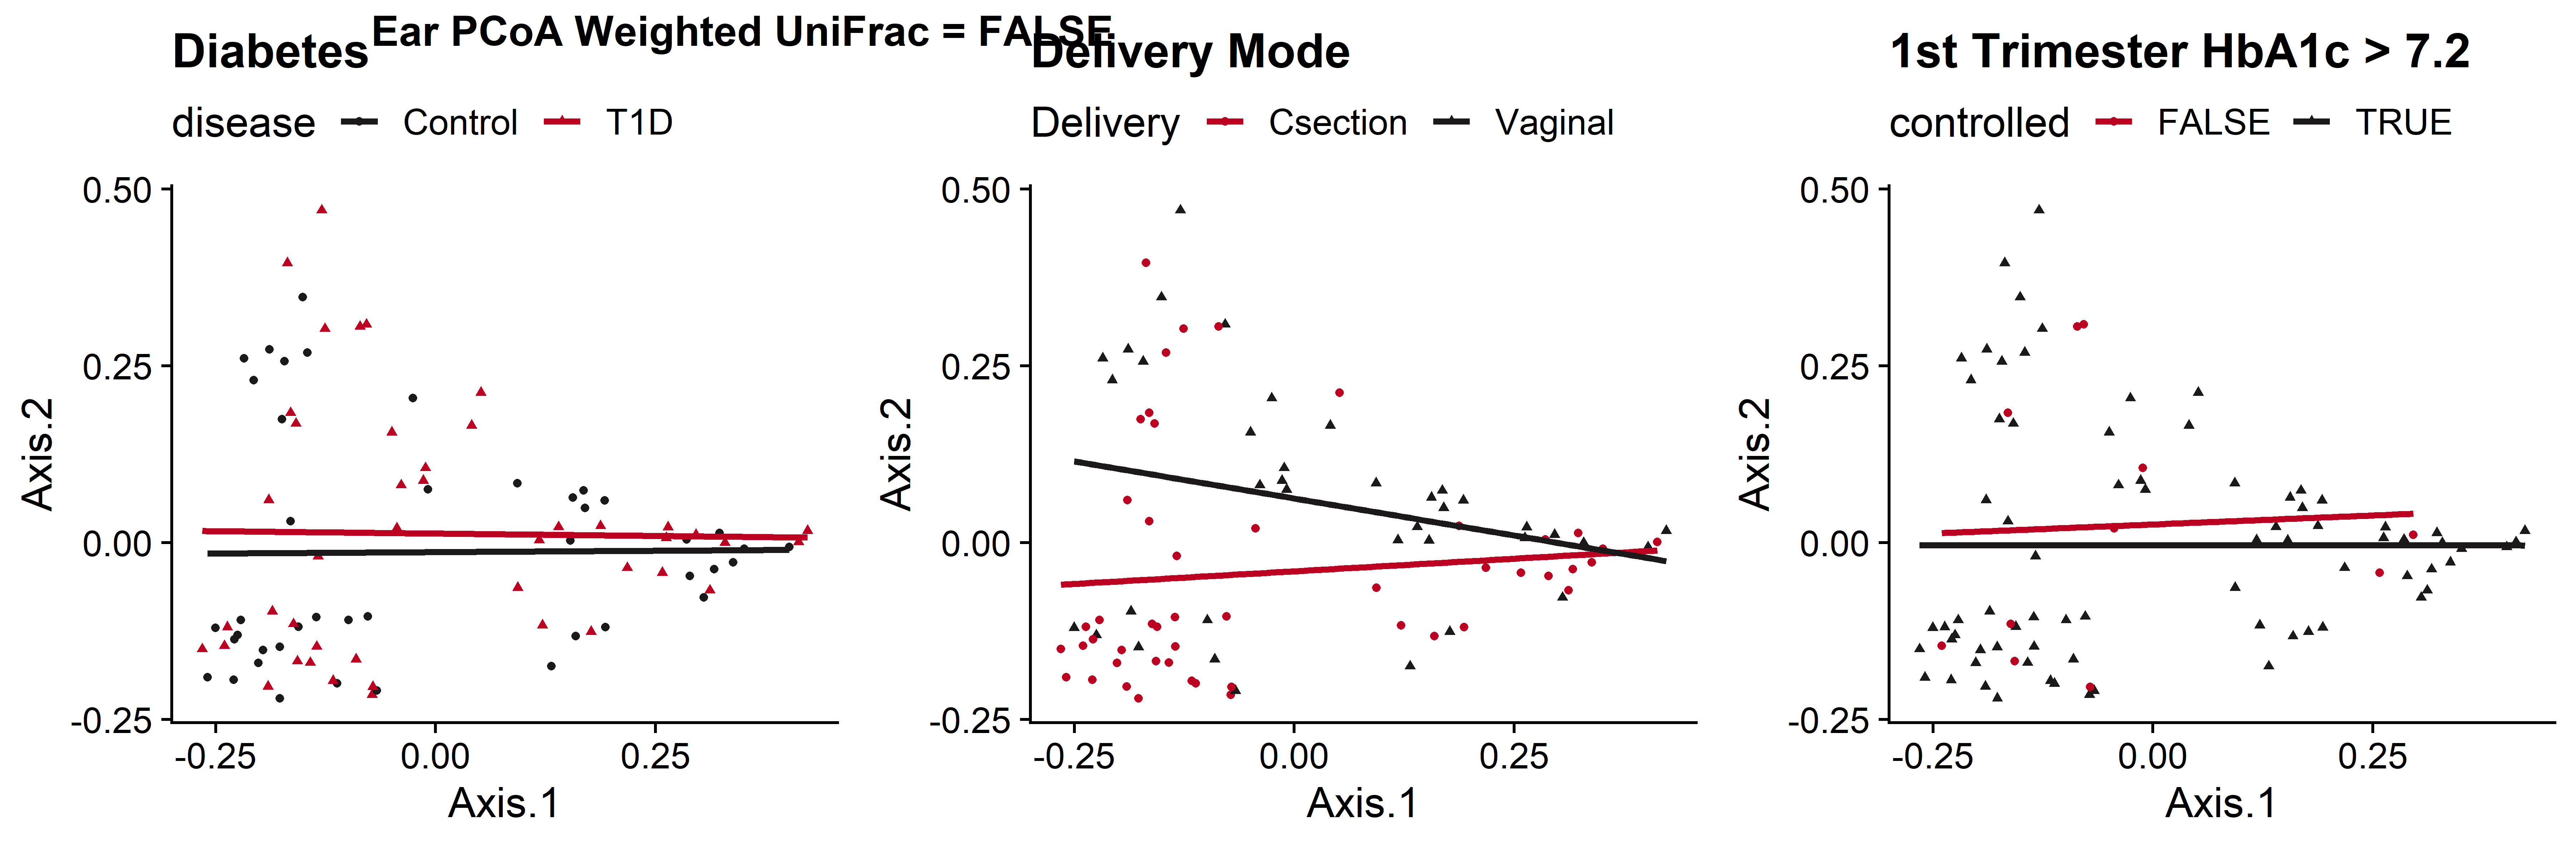 Ear PCoA Weighted UniFrac = FALSE
Diabetes
disease Control T1D
0.50
0.25
0.00
-0.25
Axis.2
-0.25 0.00 0.25
Axis.1
Delivery Mode
Delivery Csection Vaginal
0.50
0.25
0.00
-0.25
Axis.2
-0.25 0.00 0.25
Axis.1
1st Trimester HbA1c > 7.2
controlled FALSE TRUE
0.50
0.25
0.00
-0.25
Axis.2
-0.25 0.00 0.25
Axis.1